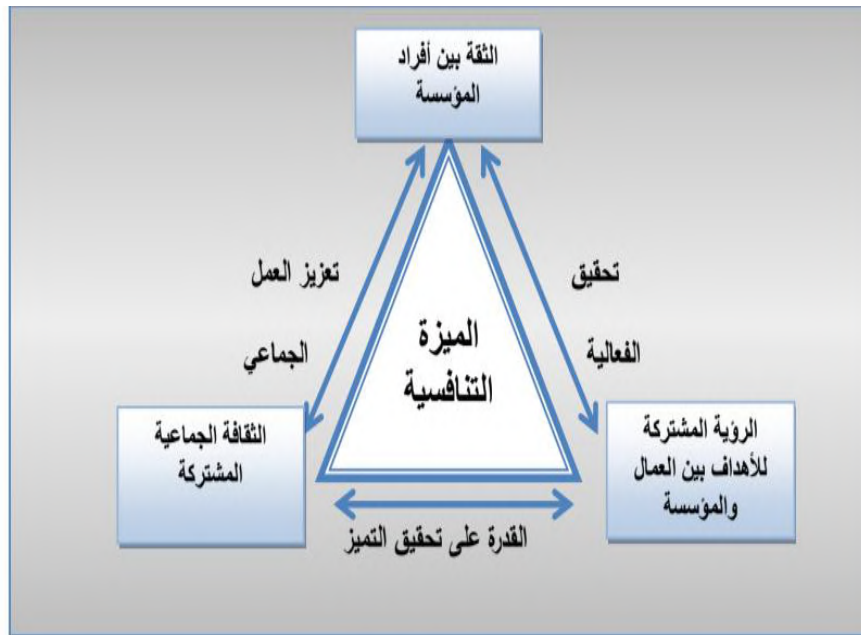 الثقة بين أفراد
المؤسسة
تعزيز العمل
الجماعي
تحقيق
الفعالية
الميزة
التنافسية
الثقافة الجماعية
المشتركة
الرؤية المشتركة
للأهداف بين العمال
والمؤسسة
القدرة على تحقيق التميز